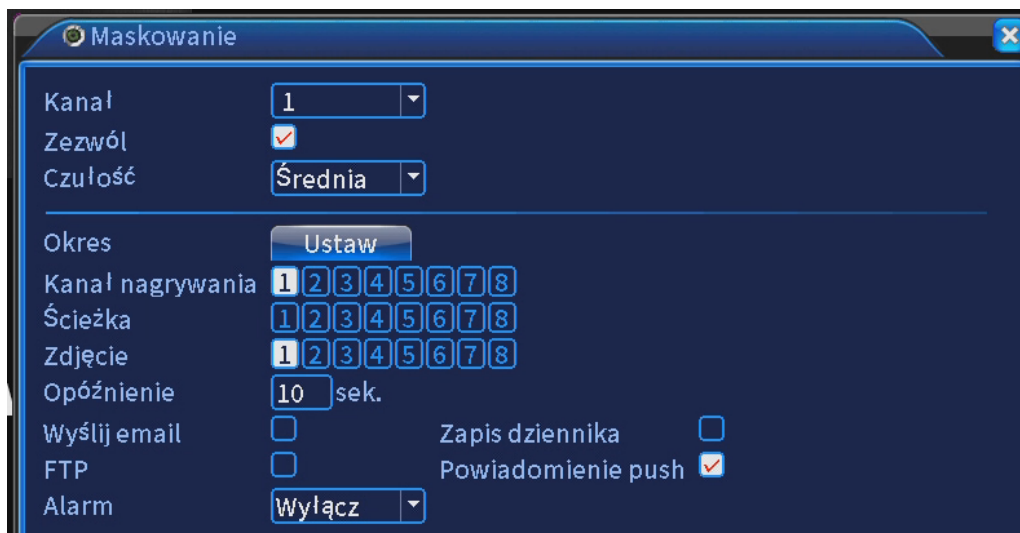 Maskowanie
Kanał 1
Zezwól
Czułość Średnia
Okres Ustaw
Kanał nagrywania 1 2 3 4 5 6 7 8
Ścieżka 1 2 3 4 5 6 7 8
Zdjęcie 1 2 3 4 5 6 7 8
Opóźnienie 10 sek.
Wyślij email Zapis dziennika
FTP Powiadomienie push
Alarm Wyłącz